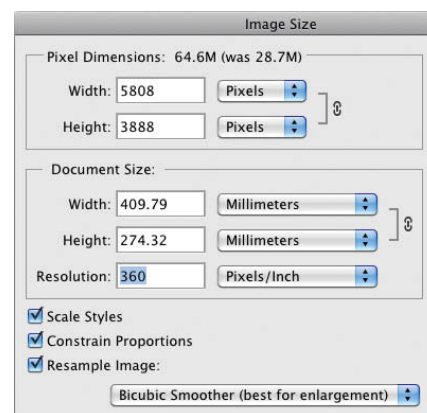 Image Size
Pixel Dimensions: 64.6M (was 28.7M)
Width: 5808 Pixels
Height: 3888 Pixels
Document Size:
Width: 409.79 Millimeters
Height: 274.32 Millimeters
Resolution: 360 Pixels/Inch
Scale Styles
Constrain Proportions
Resample Image:
Bicubic Smoother (best for enlargement)